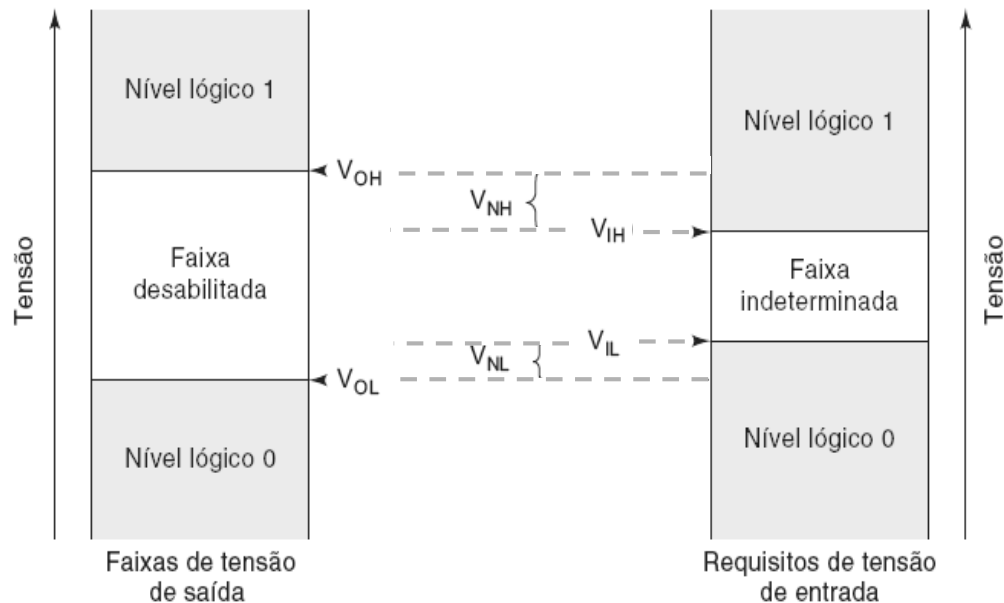 Tensão
Nível lógico 1
Faixa
desabilitada
Nível lógico 0
Faixas de tensão
de saída
V_OH
V_NH
V_IH
V_IL
V_NL
V_OL
Nível lógico 1
Faixa
indeterminada
Nível lógico 0
Requisitos de tensão
de entrada
Tensão